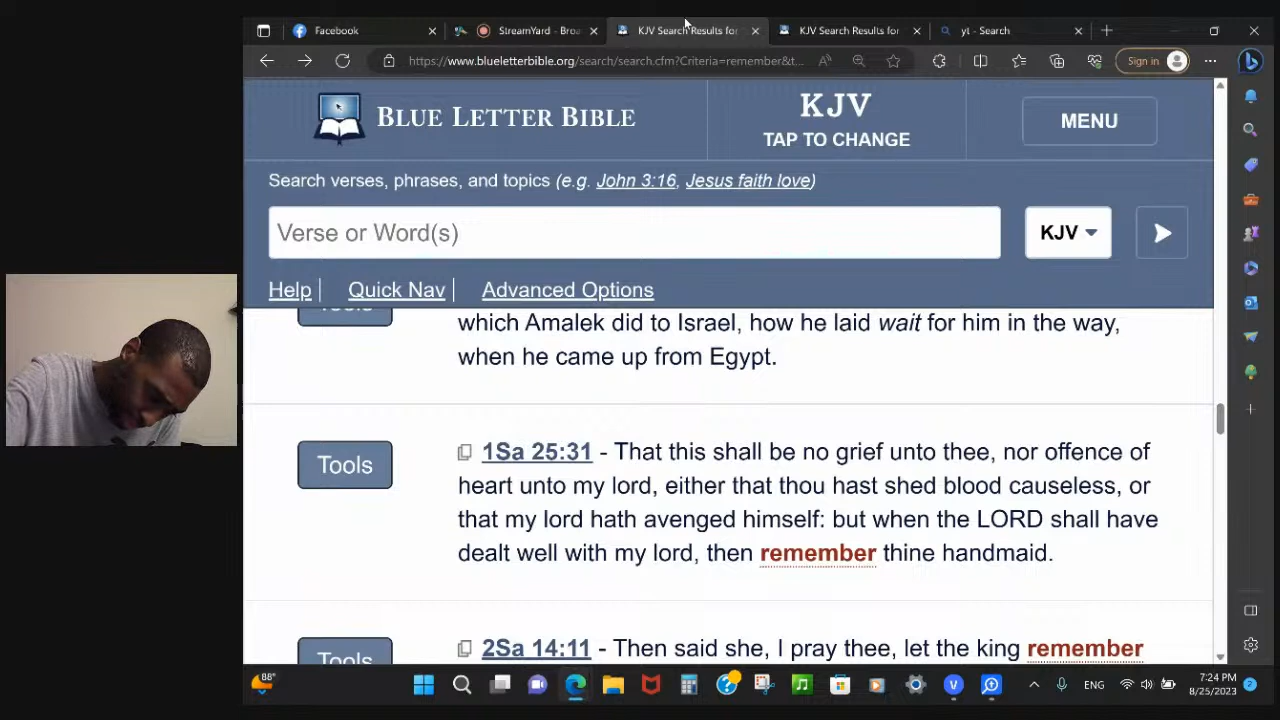 Facebook
StreamYard - Broa
KJV Search Results for
KJV Search Results for
yt - Search
https://www.blueletterbible.org/search/search.cfm?Criteria=remember&t...
Sign in
BLUE LETTER BIBLE
KJV
TAP TO CHANGE
MENU
Search verses, phrases, and topics (e.g. John 3:16, Jesus faith love)
Verse or Word(s)
KJV
Help
Quick Nav
Advanced Options
Tools
which Amalek did to Israel, how he laid wait for him in the way,
when he came up from Egypt.
Tools
1Sa 25:31 - That this shall be no grief unto thee, nor offence of
heart unto my lord, either that thou hast shed blood causeless, or
that my lord hath avenged himself: but when the LORD shall have
dealt well with my lord, then remember thine handmaid.
Tools
2Sa 14:11 - Then said she, I pray thee, let the king remember
88°
ENG
7:24 PM
8/25/2023
2